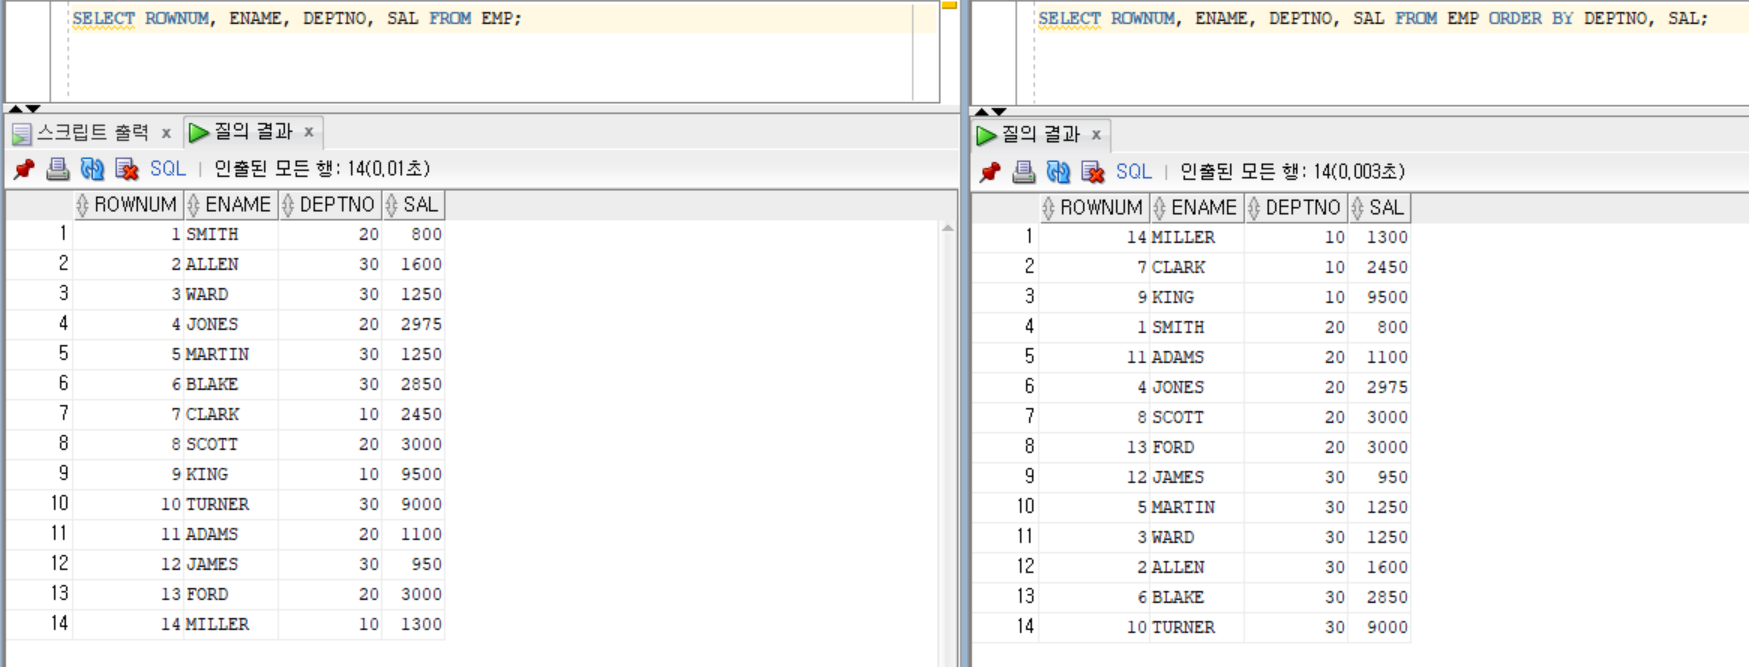 SELECT ROWNUM, ENAME, DEPTNO, SAL FROM EMP;
스크립트 출력 x 질의 결과 x
SQL | 인출된 모든 행: 14(0,01초)
ROWNUM ENAME DEPTNO SAL
1 1 SMITH 20 800
2 2 ALLEN 30 1600
3 3 WARD 30 1250
4 4 JONES 20 2975
5 5 MARTIN 30 1250
6 6 BLAKE 30 2850
7 7 CLARK 10 2450
8 8 SCOTT 20 3000
9 9 KING 10 9500
10 10 TURNER 30 9000
11 11 ADAMS 20 1100
12 12 JAMES 30 950
13 13 FORD 20 3000
14 14 MILLER 10 1300
SELECT ROWNUM, ENAME, DEPTNO, SAL FROM EMP ORDER BY DEPTNO, SAL;
질의 결과 x
SQL | 인출된 모든 행: 14(0,003초)
ROWNUM ENAME DEPTNO SAL
1 14 MILLER 10 1300
2 7 CLARK 10 2450
3 9 KING 10 9500
4 1 SMITH 20 800
5 11 ADAMS 20 1100
6 4 JONES 20 2975
7 8 SCOTT 20 3000
8 13 FORD 20 3000
9 12 JAMES 30 950
10 5 MARTIN 30 1250
11 3 WARD 30 1250
12 2 ALLEN 30 1600
13 6 BLAKE 30 2850
14 10 TURNER 30 9000